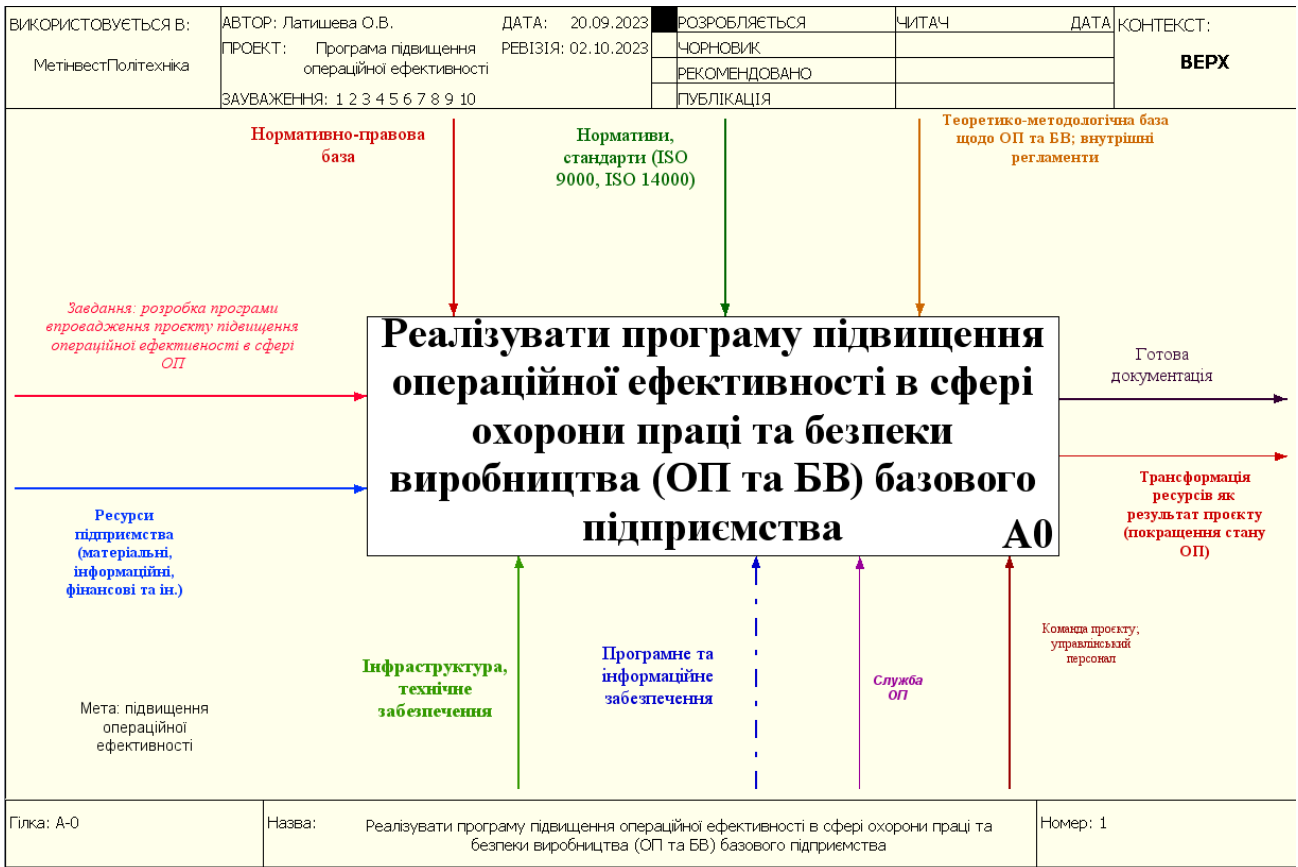 ВИКОРИСТОВУЄТЬСЯ В:
МетінвестПолітехніка
АВТОР: Латишева О.В.
ДАТА: 20.09.2023
ПРОЕКТ: Програма підвищення
операційної ефективності
РЕВІЗІЯ: 02.10.2023
ЗАУВАЖЕННЯ: 1 2 3 4 5 6 7 8 9 10
РОЗРОБЛЯЄТЬСЯ
ЧОРНОВИК
РЕКОМЕНДОВАНО
ПУБЛІКАЦІЯ
ЧИТАЧ
ДАТА
КОНТЕКСТ:
ВЕРХ
Нормативно-правова
база
Нормативи,
стандарти (ISO
9000, ISO 14000)
Теоретико-методологічна база
щодо ОП та БВ; внутрішні
регламенти
Завдання: розробка програми
впровадження проєкту підвищення
операційної ефективності в сфері
ОП
Реалізувати програму підвищення
операційної ефективності в сфері
охорони праці та безпеки
виробництва (ОП та БВ) базового
підприємства
A0
Готова
документація
Ресурси
підприємства
(матеріальні,
інформаційні,
фінансові та ін.)
Трансформація
ресурсів як
результат проєкту
(покращення стану
ОП)
Інфраструктура,
технічне
забезпечення
Програмне та
інформаційне
забезпечення
Служба
ОП
Команда проєкту;
управлінський
персонал
Мета: підвищення
операційної
ефективності
Гілка: A-0
Назва:
Реалізувати програму підвищення операційної ефективності в сфері охорони праці та
безпеки виробництва (ОП та БВ) базового підприємства
Номер: 1